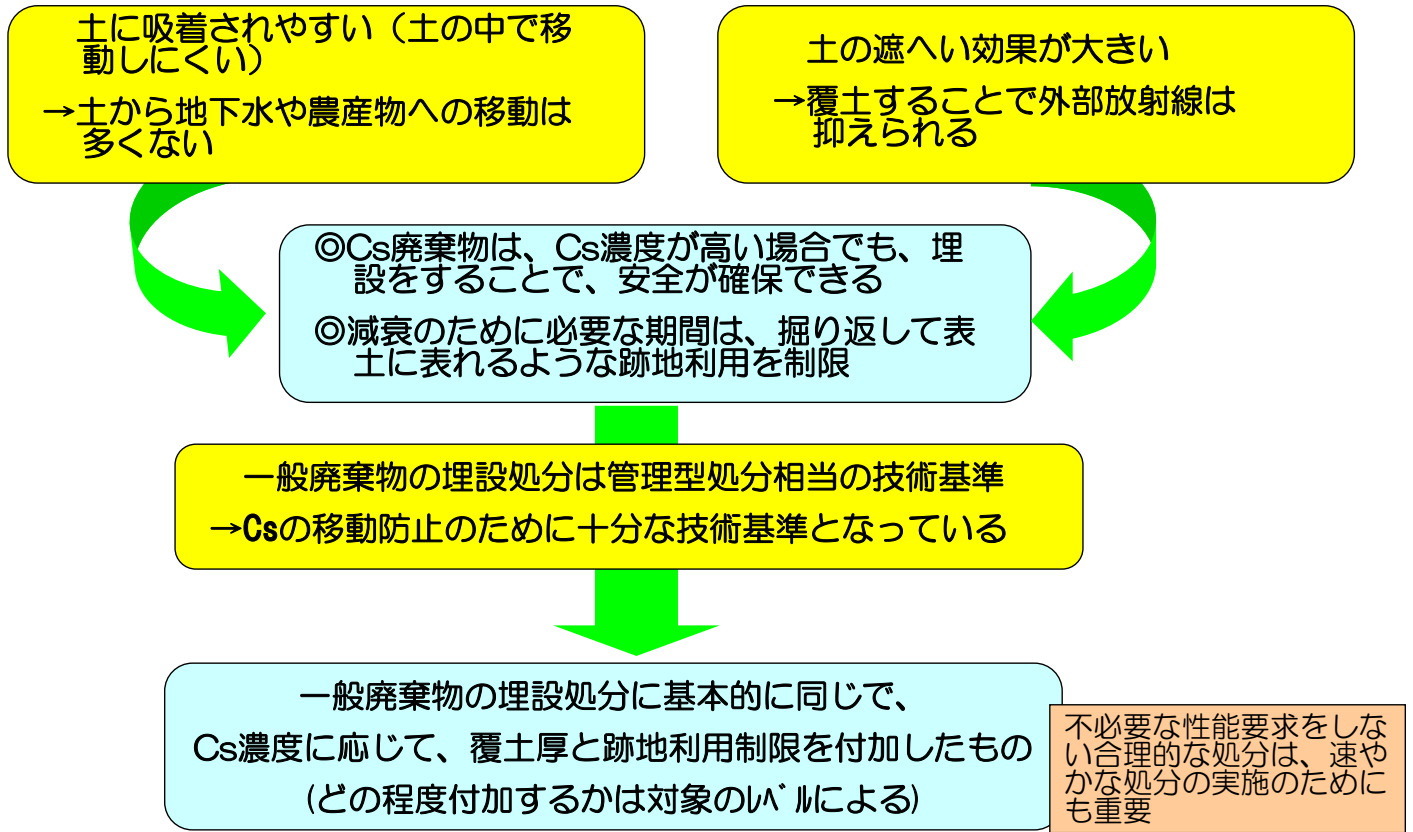 土に吸着されやすい（土の中で移
動しにくい）
→土から地下水や農産物への移動は
多くない
土の遮へい効果が大きい
→覆土することで外部放射線は
抑えられる
◎Cs廃棄物は、Cs濃度が高い場合でも、埋
設をすることで、安全が確保できる
◎減衰のために必要な期間は、掘り返して表
土に表れるような跡地利用を制限
一般廃棄物の埋設処分は管理型処分相当の技術基準
→Csの移動防止のために十分な技術基準となっている
一般廃棄物の埋設処分に基本的に同じで、
Cs濃度に応じて、覆土厚と跡地利用制限を付加したもの
(どの程度付加するかは対象のﾚﾍﾞﾙによる)
不必要な性能要求をしな
い合理的な処分は、速や
かな処分の実施のために
も重要